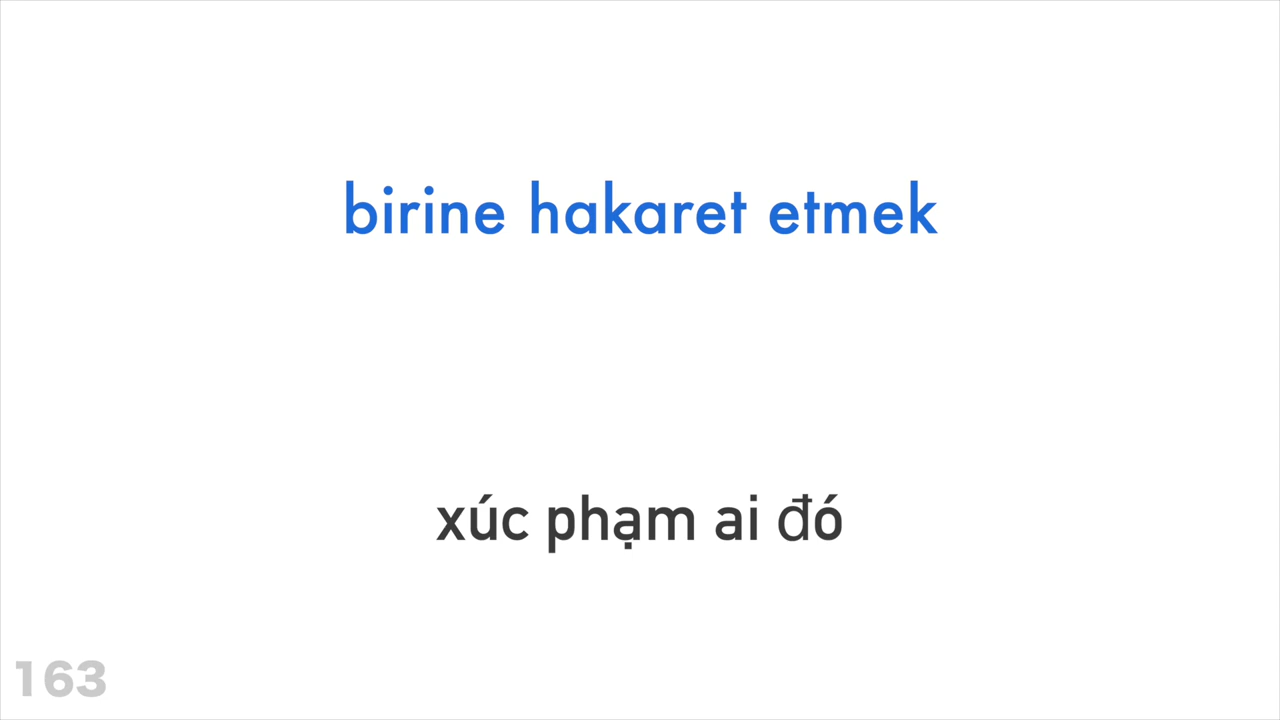 birine hakaret etmek
xúc phạm ai đó
163